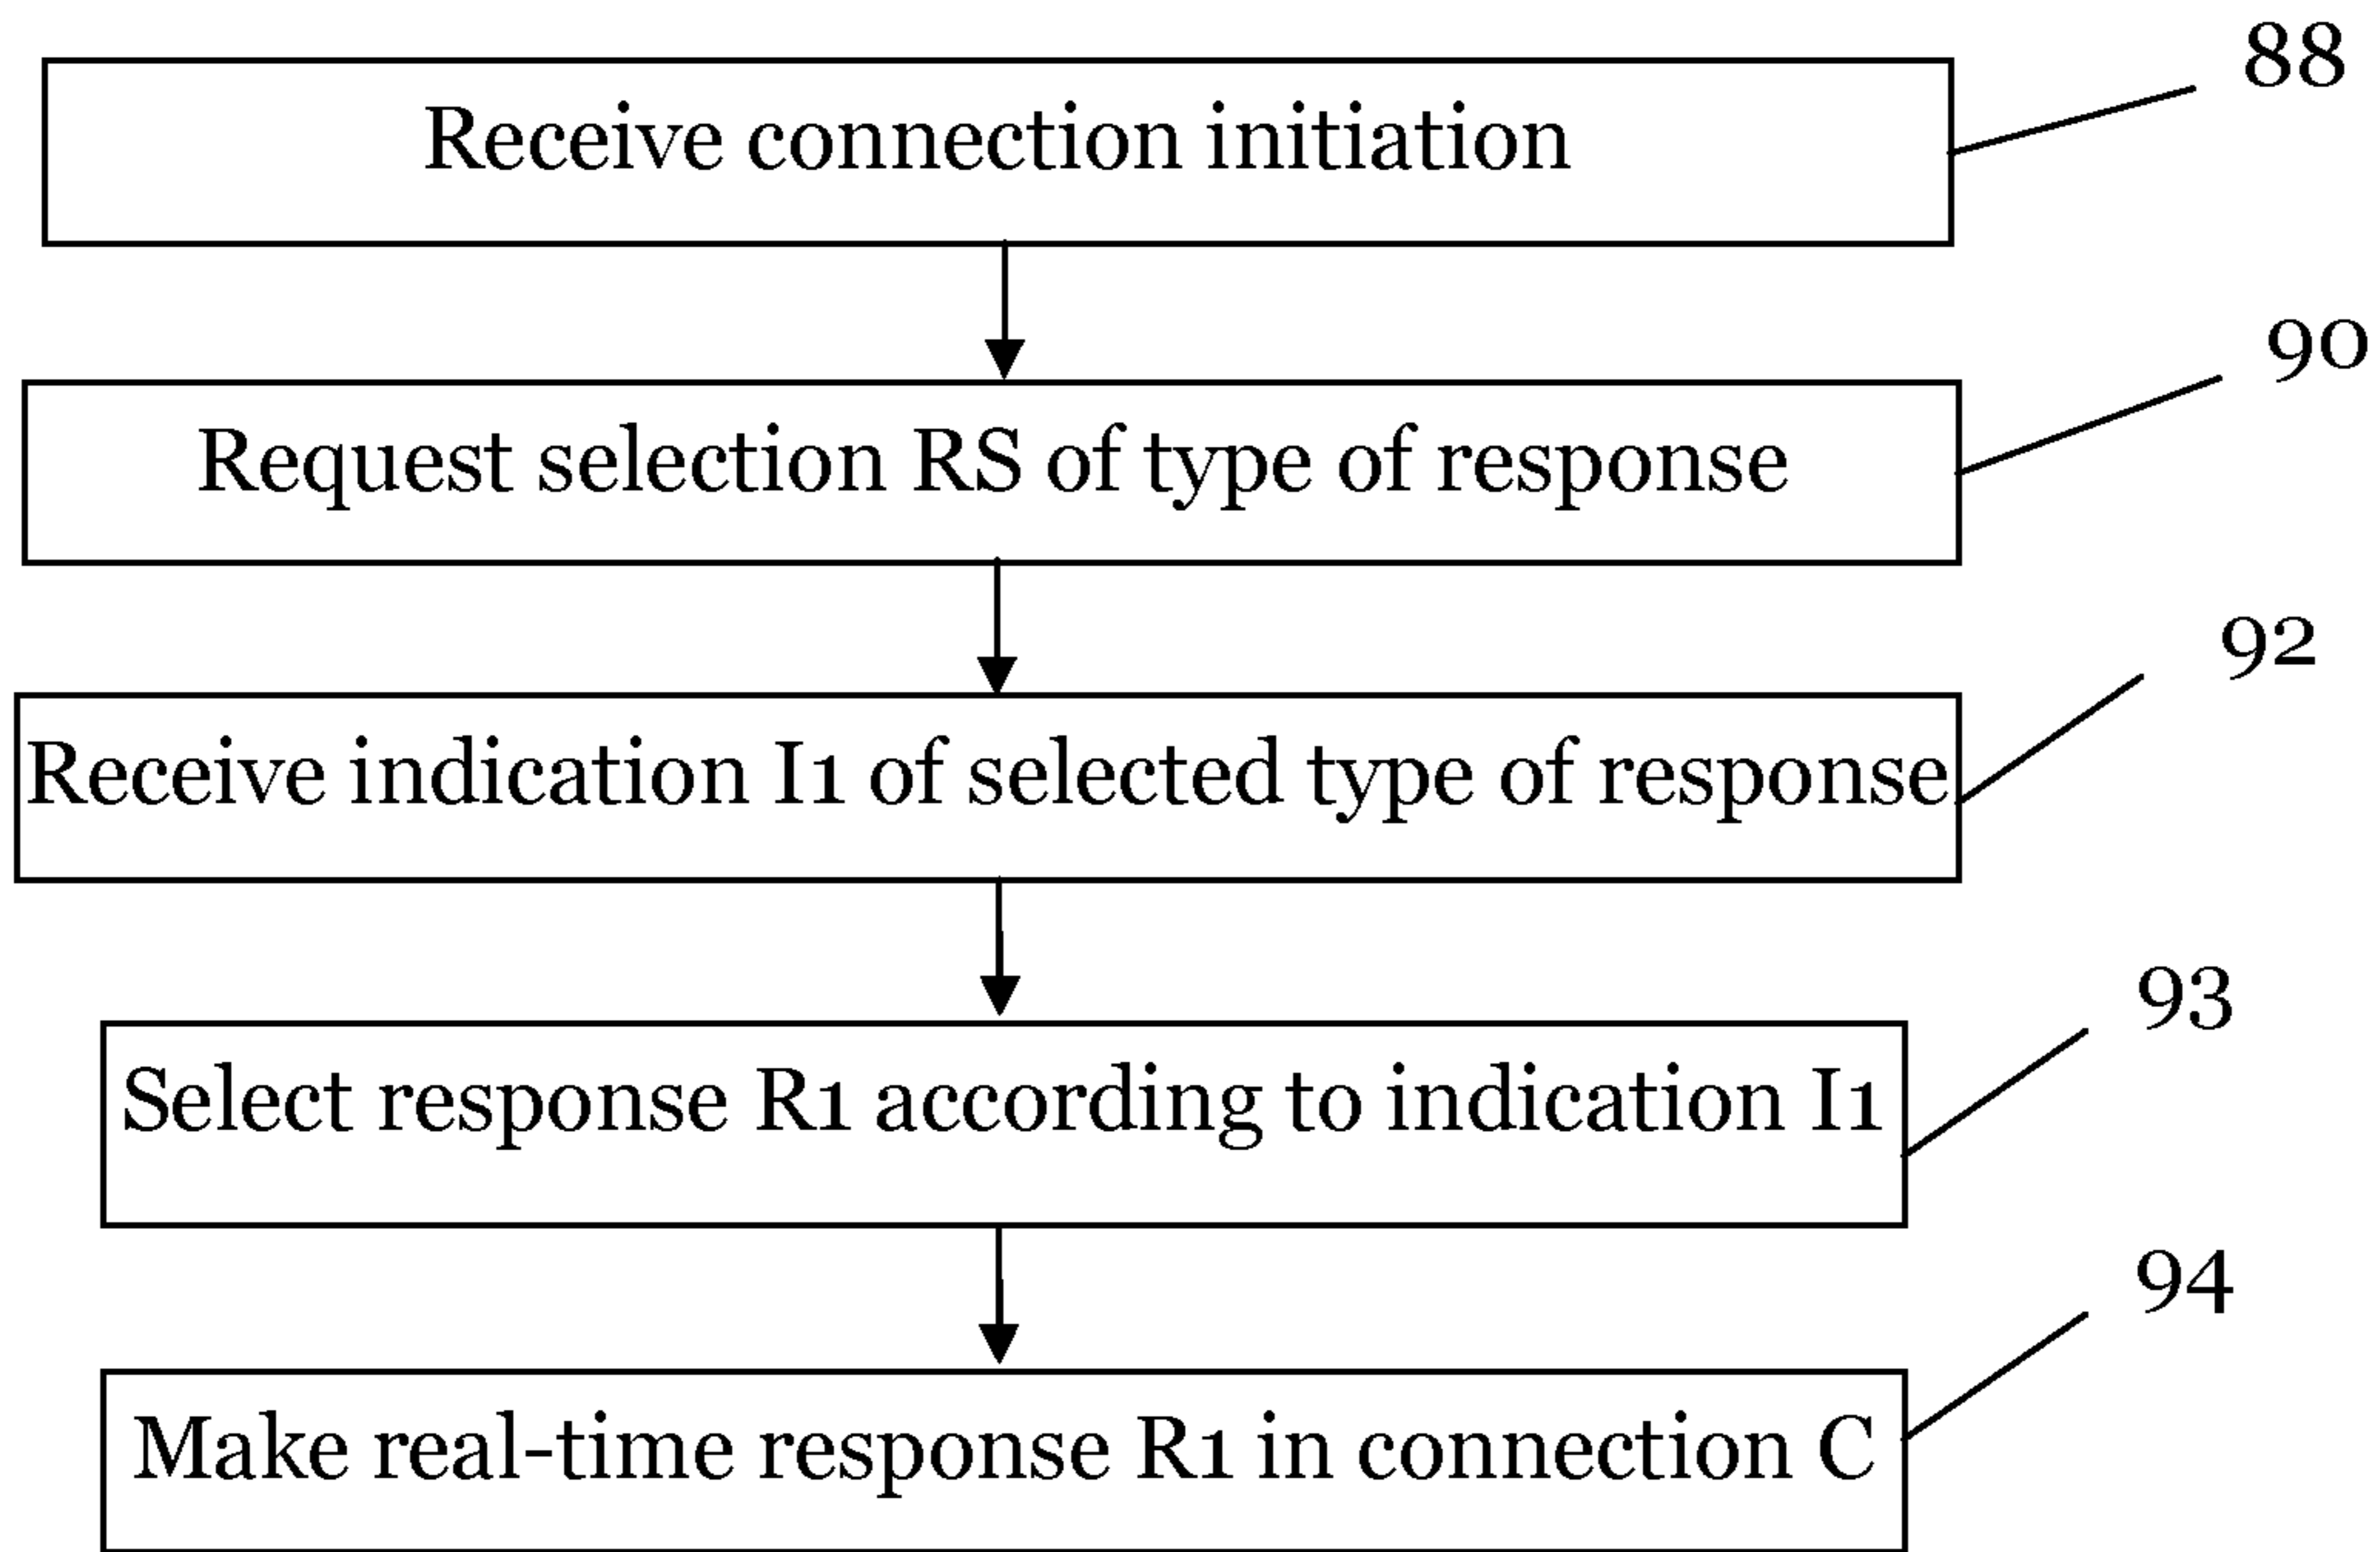 88
Receive connection initiation
90
Request selection RS of type of response
92
Receive indication I1 of selected type of response
93
Select response R1 according to indication I1
94
Make real-time response R1 in connection C